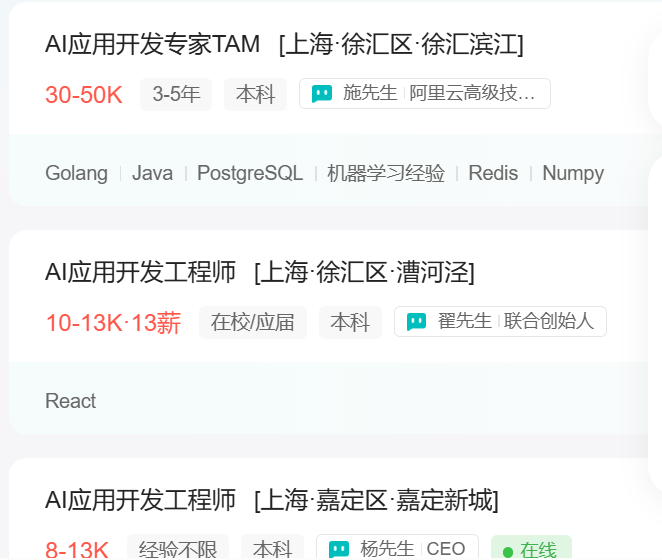 AI应用开发专家TAM [上海·徐汇区·徐汇滨江]
30-50K 3-5年 本科 施先生 阿里云高级技…
Golang Java PostgreSQL 机器学习经验 Redis Numpy
AI应用开发工程师 [上海·徐汇区·漕河泾]
10-13K·13薪 在校/应届 本科 翟先生 联合创始人
React
AI应用开发工程师 [上海·嘉定区·嘉定新城]
8-13K 经验不限 本科 杨先生 CEO 在线